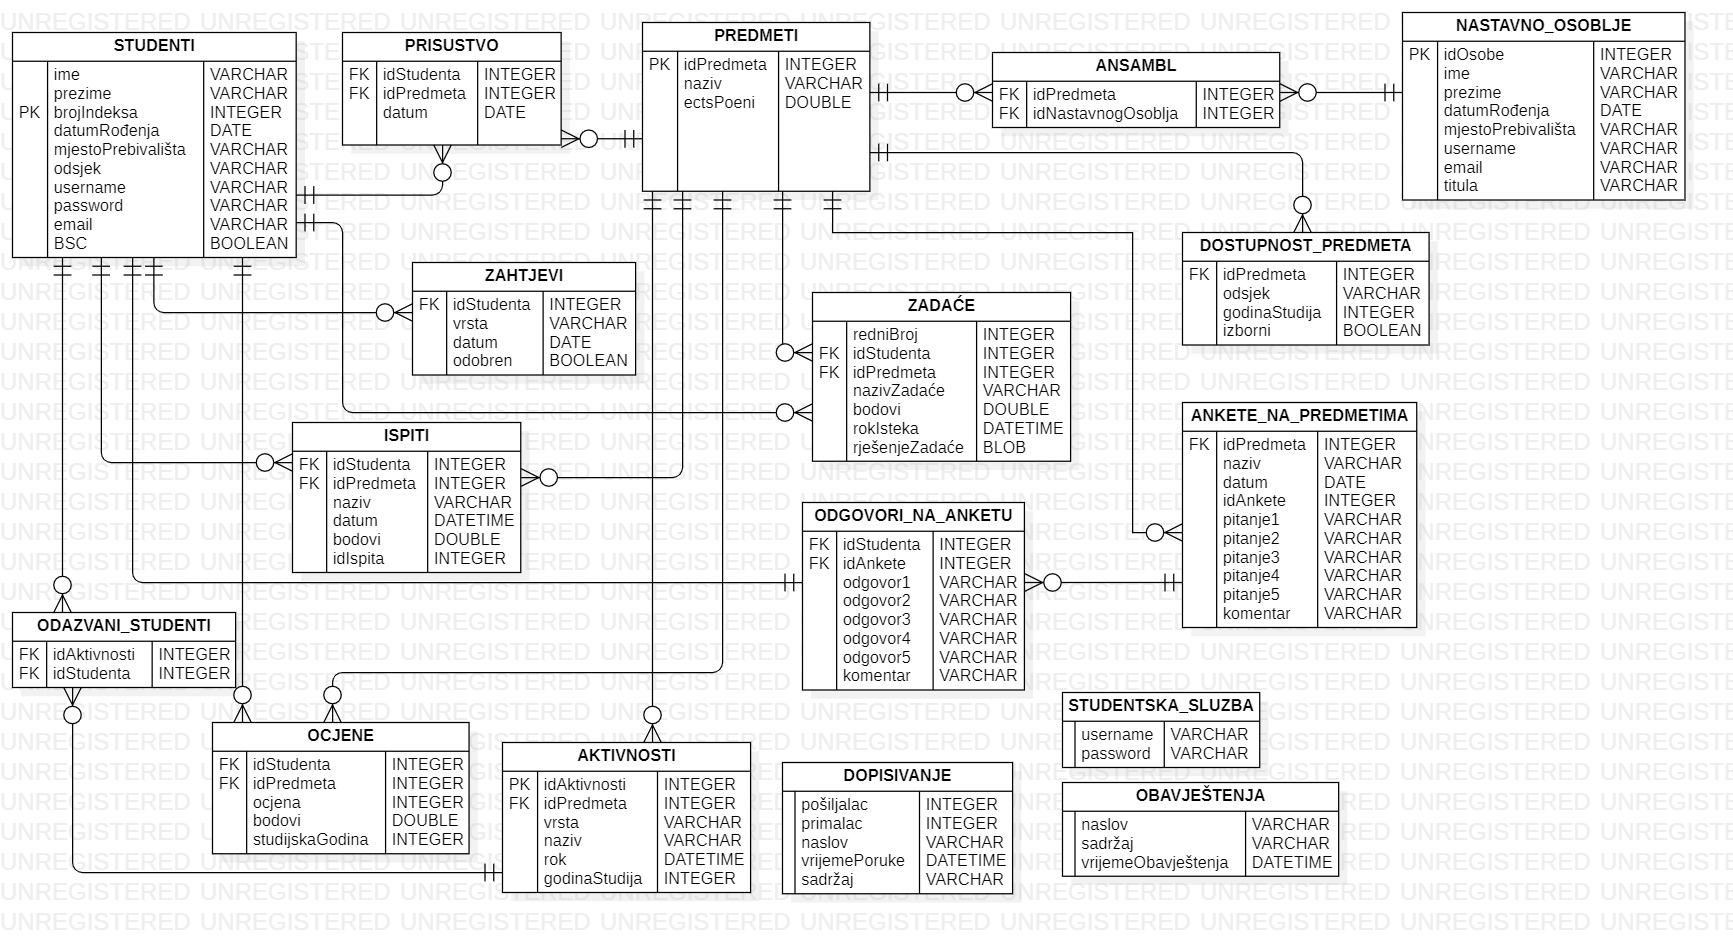 STUDENTI
ime VARCHAR
prezime VARCHAR
PK brojIndeksa INTEGER
datumRođenja DATE
mjestoPrebivališta VARCHAR
odsjek VARCHAR
username VARCHAR
password VARCHAR
email VARCHAR
BSC BOOLEAN
PRISUSTVO
FK idStudenta INTEGER
FK idPredmeta INTEGER
datum DATE
PREDMETI
PK idPredmeta INTEGER
naziv VARCHAR
ectsPoeni DOUBLE
ANSAMBL
FK idPredmeta INTEGER
FK idNastavnogOsoblja INTEGER
NASTAVNO_OSOBLJE
PK idOsobe INTEGER
ime VARCHAR
prezime VARCHAR
datumRođenja DATE
mjestoPrebivališta VARCHAR
username VARCHAR
email VARCHAR
titula VARCHAR
DOSTUPNOST_PREDMETA
FK idPredmeta INTEGER
odsjek VARCHAR
godinaStudija INTEGER
izborni BOOLEAN
ZAHTJEVI
FK idStudenta INTEGER
vrsta VARCHAR
datum DATE
odobren BOOLEAN
ZADAĆE
redniBroj INTEGER
FK idStudenta INTEGER
FK idPredmeta INTEGER
nazivZadaće VARCHAR
bodovi DOUBLE
rokIsteka DATETIME
rješenjeZadaće BLOB
ANKETE_NA_PREDMETIMA
FK idPredmeta INTEGER
naziv VARCHAR
datum DATE
idAnkete INTEGER
pitanje1 VARCHAR
pitanje2 VARCHAR
pitanje3 VARCHAR
pitanje4 VARCHAR
pitanje5 VARCHAR
komentar VARCHAR
ISPITI
FK idStudenta INTEGER
FK idPredmeta INTEGER
naziv VARCHAR
datum DATETIME
bodovi DOUBLE
idIspita INTEGER
ODGOVORI_NA_ANKETU
FK idStudenta INTEGER
FK idAnkete INTEGER
odgovor1 VARCHAR
odgovor2 VARCHAR
odgovor3 VARCHAR
odgovor4 VARCHAR
odgovor5 VARCHAR
komentar VARCHAR
ODAZVANI_STUDENTI
FK idAktivnosti INTEGER
FK idStudenta INTEGER
OCJENE
FK idStudenta INTEGER
FK idPredmeta INTEGER
ocjena INTEGER
bodovi DOUBLE
studijskaGodina INTEGER
AKTIVNOSTI
PK idAktivnosti INTEGER
FK idPredmeta INTEGER
vrsta VARCHAR
naziv VARCHAR
rok DATETIME
godinaStudija INTEGER
DOPISIVANJE
pošiljalac INTEGER
primalac INTEGER
naslov VARCHAR
vrijemePoruke DATETIME
sadržaj VARCHAR
STUDENTSKA_SLUZBA
username VARCHAR
password VARCHAR
OBAVJEŠTENJA
naslov VARCHAR
sadržaj VARCHAR
vrijemeObavještenja DATETIME
UNREGISTERED